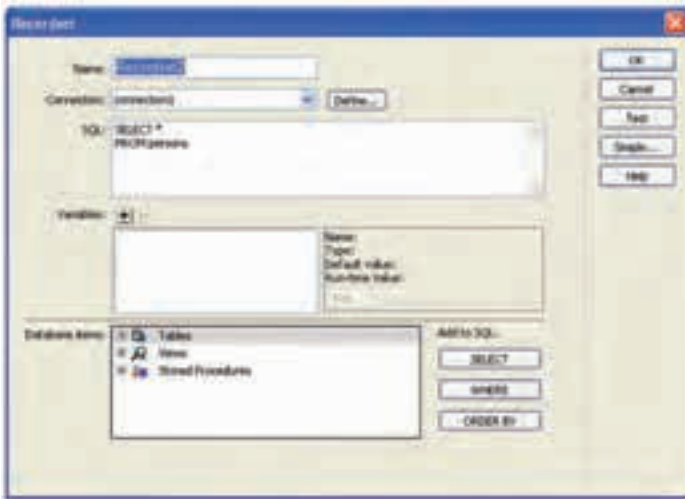 Recordset
Name: Recordset2
Connection: connection1 Define...
SQL: SELECT *
FROM persons
Variables: + -
Name:
Type:
Default value:
Run-time Value:
Database items: Tables
Views
Stored Procedures
Add to SQL:
SELECT
WHERE
ORDER BY
OK
Cancel
Test
Simple...
Help